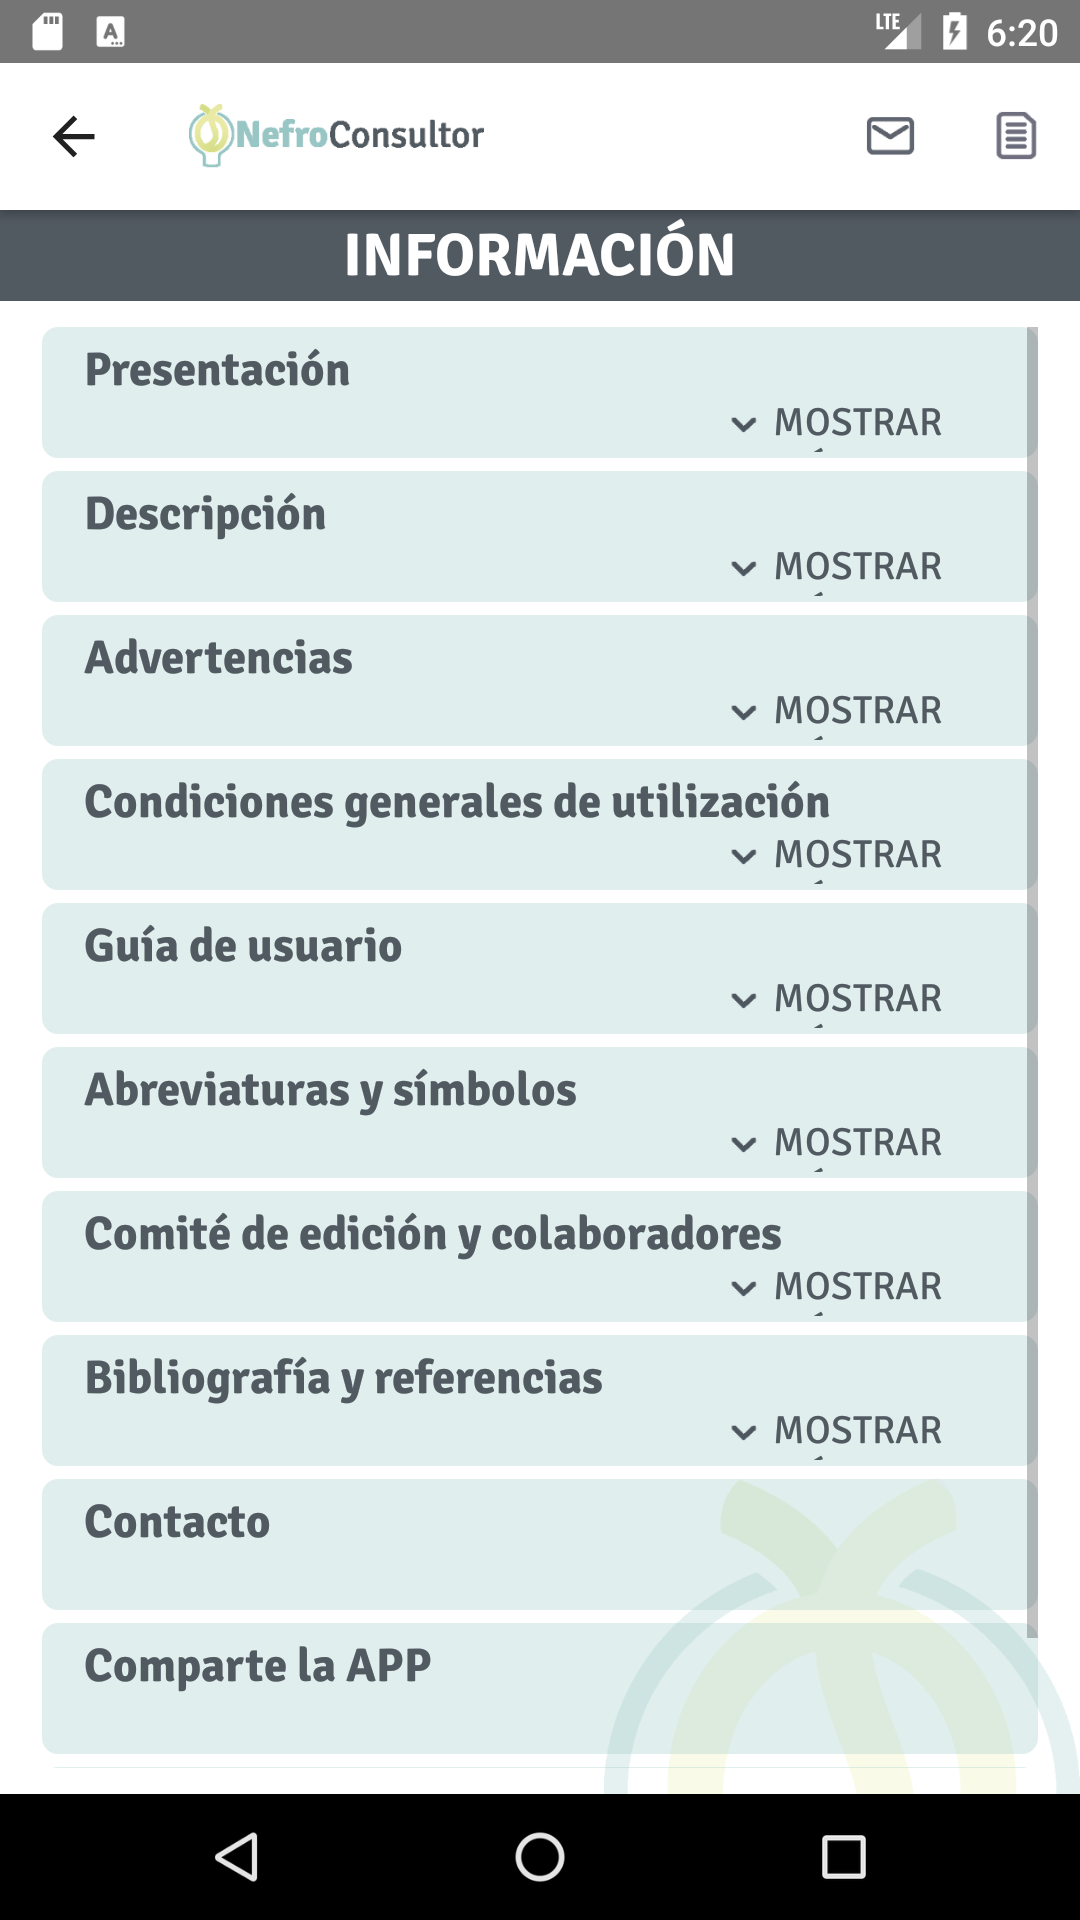 LTE 6:20
NefroConsultor
INFORMACIÓN
Presentación
MOSTRAR
Descripción
MOSTRAR
Advertencias
MOSTRAR
Condiciones generales de utilización
MOSTRAR
Guía de usuario
MOSTRAR
Abreviaturas y símbolos
MOSTRAR
Comité de edición y colaboradores
MOSTRAR
Bibliografía y referencias
MOSTRAR
Contacto
Comparte la APP